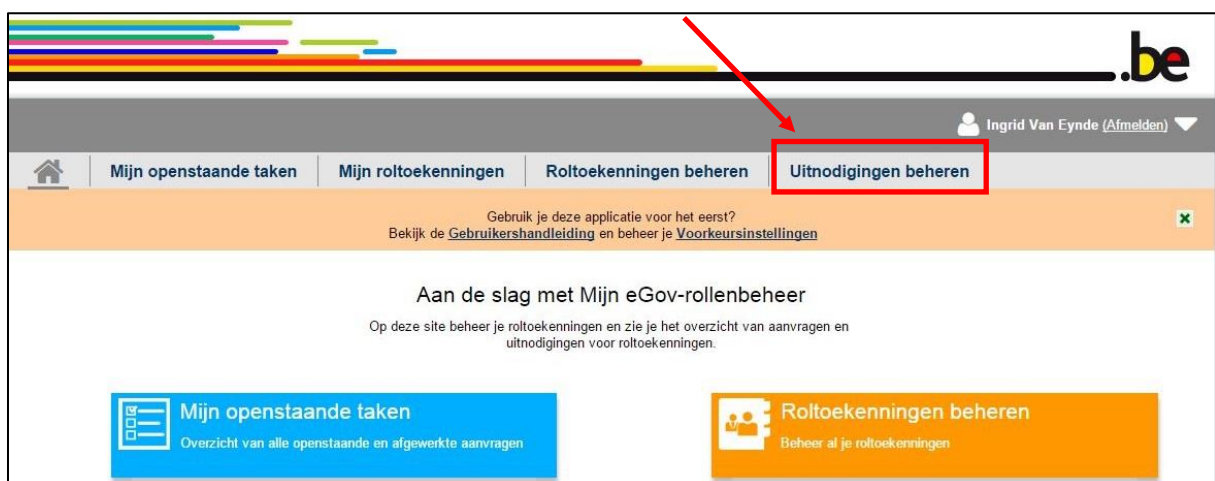 .be
Ingrid Van Eynde (Afmelden)
Mijn openstaande taken Mijn roltoekenningen Roltoekenningen beheren Uitnodigingen beheren
Gebruik je deze applicatie voor het eerst?
Bekijk de Gebruikershandleiding en beheer je Voorkeursinstellingen
Aan de slag met Mijn eGov-rollenbeheer
Op deze site beheer je roltoekenningen en zie je het overzicht van aanvragen en
uitnodigingen voor roltoekenningen.
Mijn openstaande taken
Overzicht van alle openstaande en afgewerkte aanvragen
Roltoekenningen beheren
Beheer al je roltoekenningen